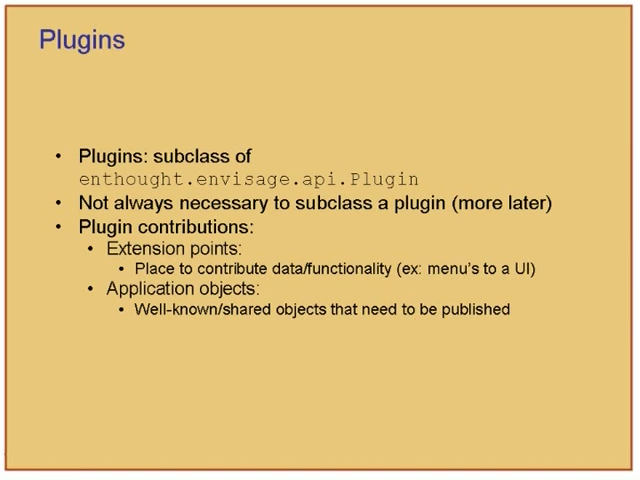 Plugins
• Plugins: subclass of
enthought.envisage.api.Plugin
• Not always necessary to subclass a plugin (more later)
• Plugin contributions:
• Extension points:
• Place to contribute data/functionality (ex: menu's to a UI)
• Application objects:
• Well-known/shared objects that need to be published